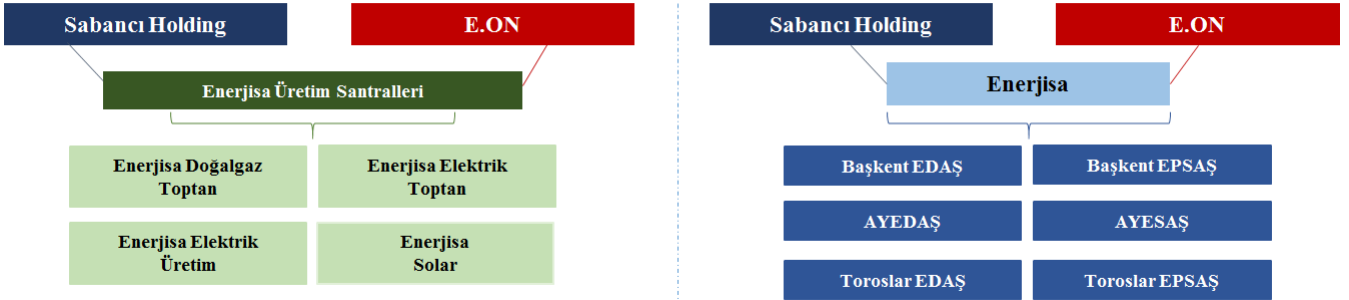 Sabancı Holding
E.ON
Enerjisa Üretim Santralleri
Enerjisa Doğalgaz
Toptan
Enerjisa Elektrik
Toptan
Enerjisa Elektrik
Üretim
Enerjisa
Solar
Sabancı Holding
E.ON
Enerjisa
Başkent EDAŞ
Başkent EPSAŞ
AYEDAŞ
AYESAŞ
Toroslar EDAŞ
Toroslar EPSAŞ